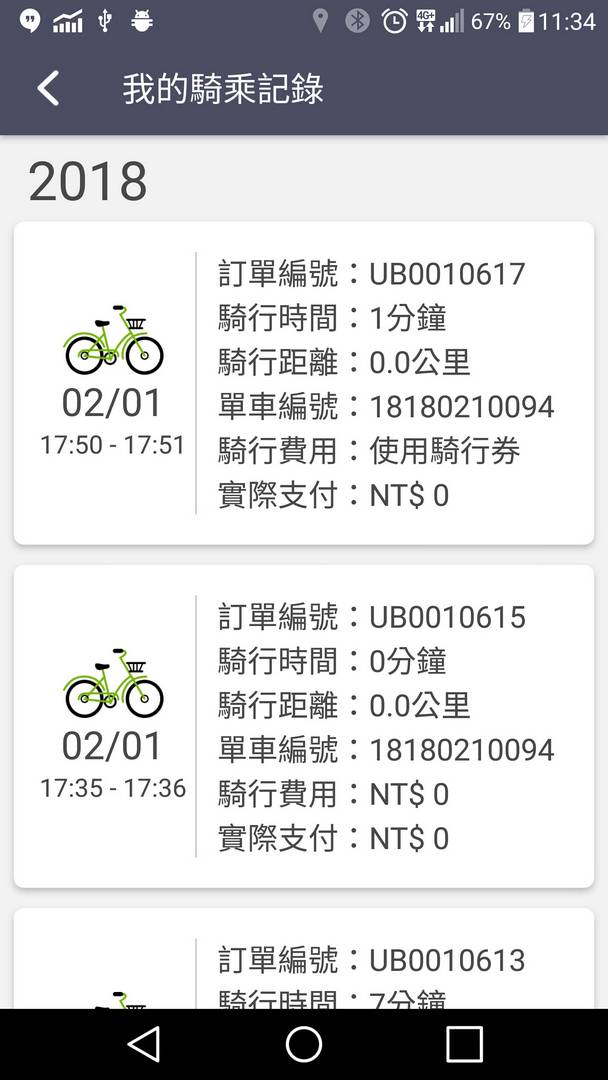 4G+
67%
11:34
我的騎乘記錄
2018
02/01
17:50 - 17:51
訂單編號：UB0010617
騎行時間：1分鐘
騎行距離：0.0公里
單車編號：18180210094
騎行費用：使用騎行券
實際支付：NT$ 0
02/01
17:35 - 17:36
訂單編號：UB0010615
騎行時間：0分鐘
騎行距離：0.0公里
單車編號：18180210094
騎行費用：NT$ 0
實際支付：NT$ 0
訂單編號：UB0010613
騎行時間：7分鐘